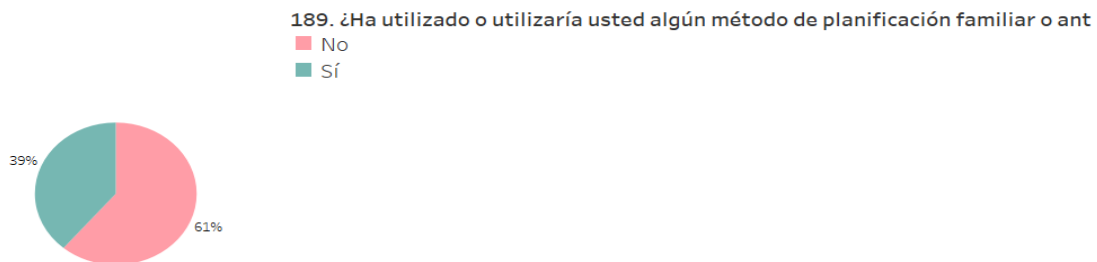 189. ¿Ha utilizado o utilizaría usted algún método de planificación familiar o ant
No
Sí
39%
61%